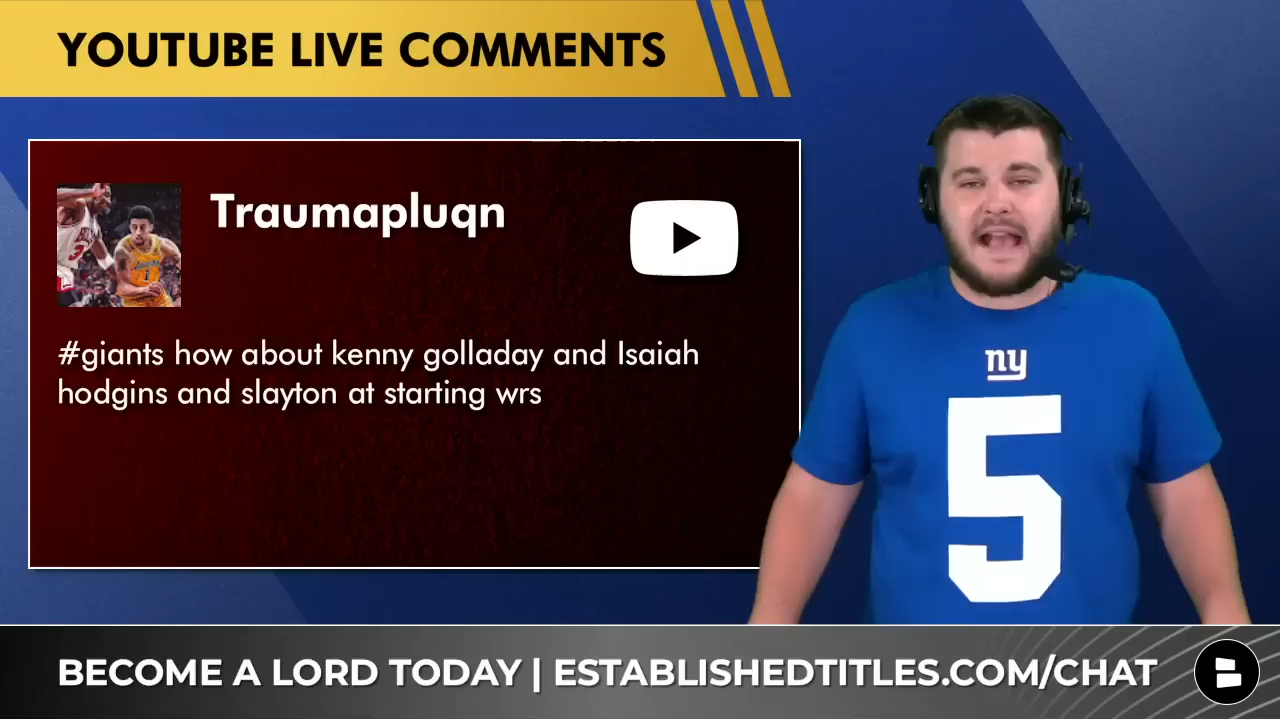 YOUTUBE LIVE COMMENTS
Traumapluqn
#giants how about kenny golladay and Isaiah
hodgins and slayton at starting wrs
ny
5
BECOME A LORD TODAY | ESTABLISHEDTITLES.COM/CHAT